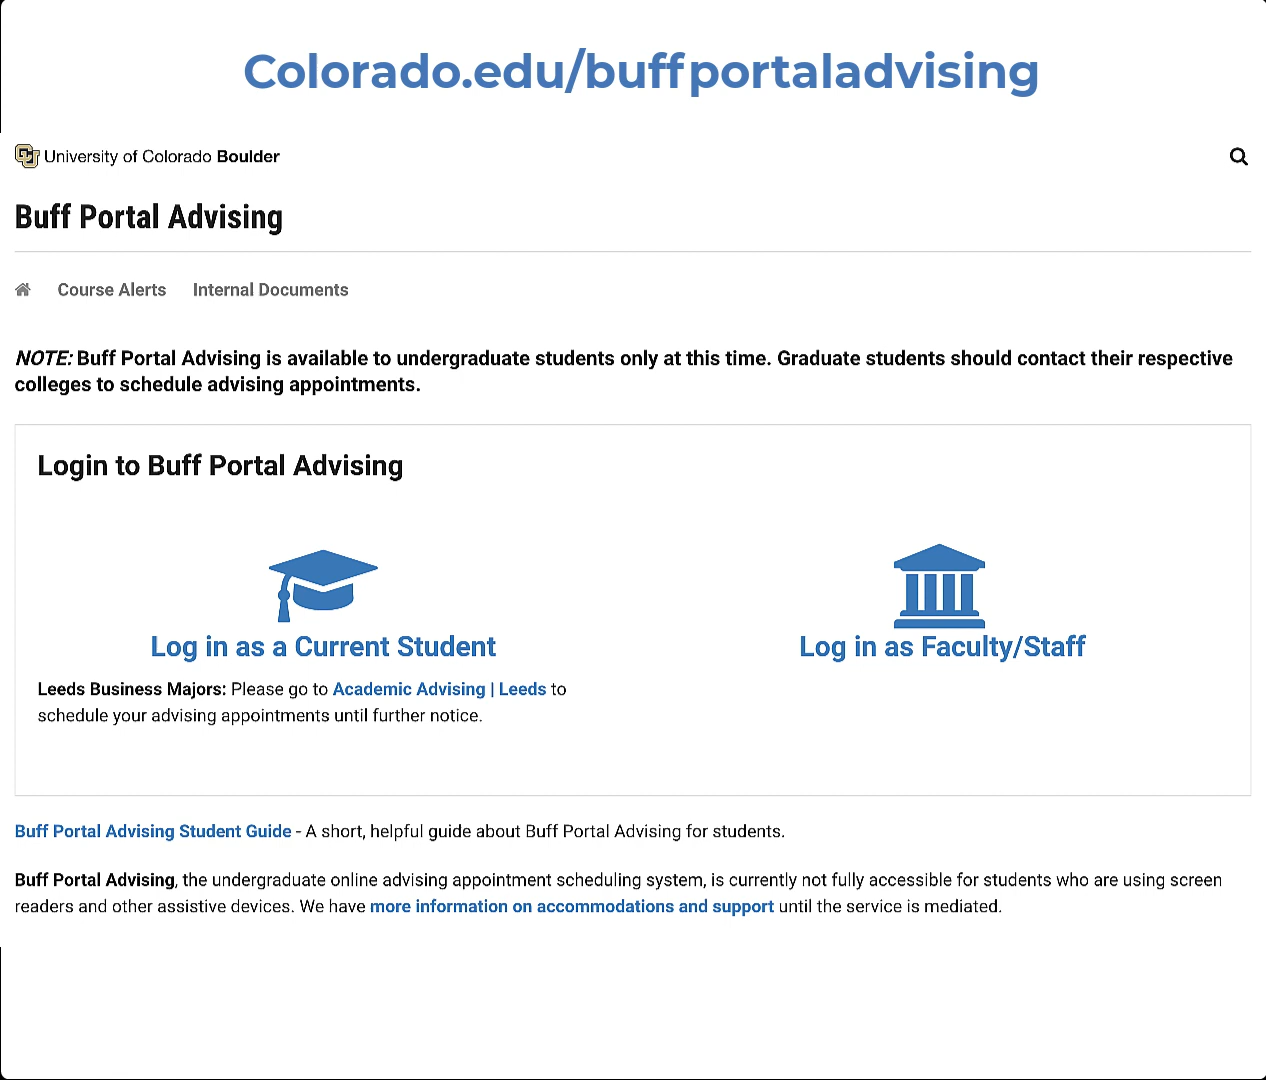 Colorado.edu/buffportaladvising
University of Colorado Boulder
Buff Portal Advising
Course Alerts Internal Documents
NOTE: Buff Portal Advising is available to undergraduate students only at this time. Graduate students should contact their respective
colleges to schedule advising appointments.
Login to Buff Portal Advising
Log in as a Current Student
Log in as Faculty/Staff
Leeds Business Majors: Please go to Academic Advising | Leeds to
schedule your advising appointments until further notice.
Buff Portal Advising Student Guide - A short, helpful guide about Buff Portal Advising for students.
Buff Portal Advising, the undergraduate online advising appointment scheduling system, is currently not fully accessible for students who are using screen
readers and other assistive devices. We have more information on accommodations and support until the service is mediated.